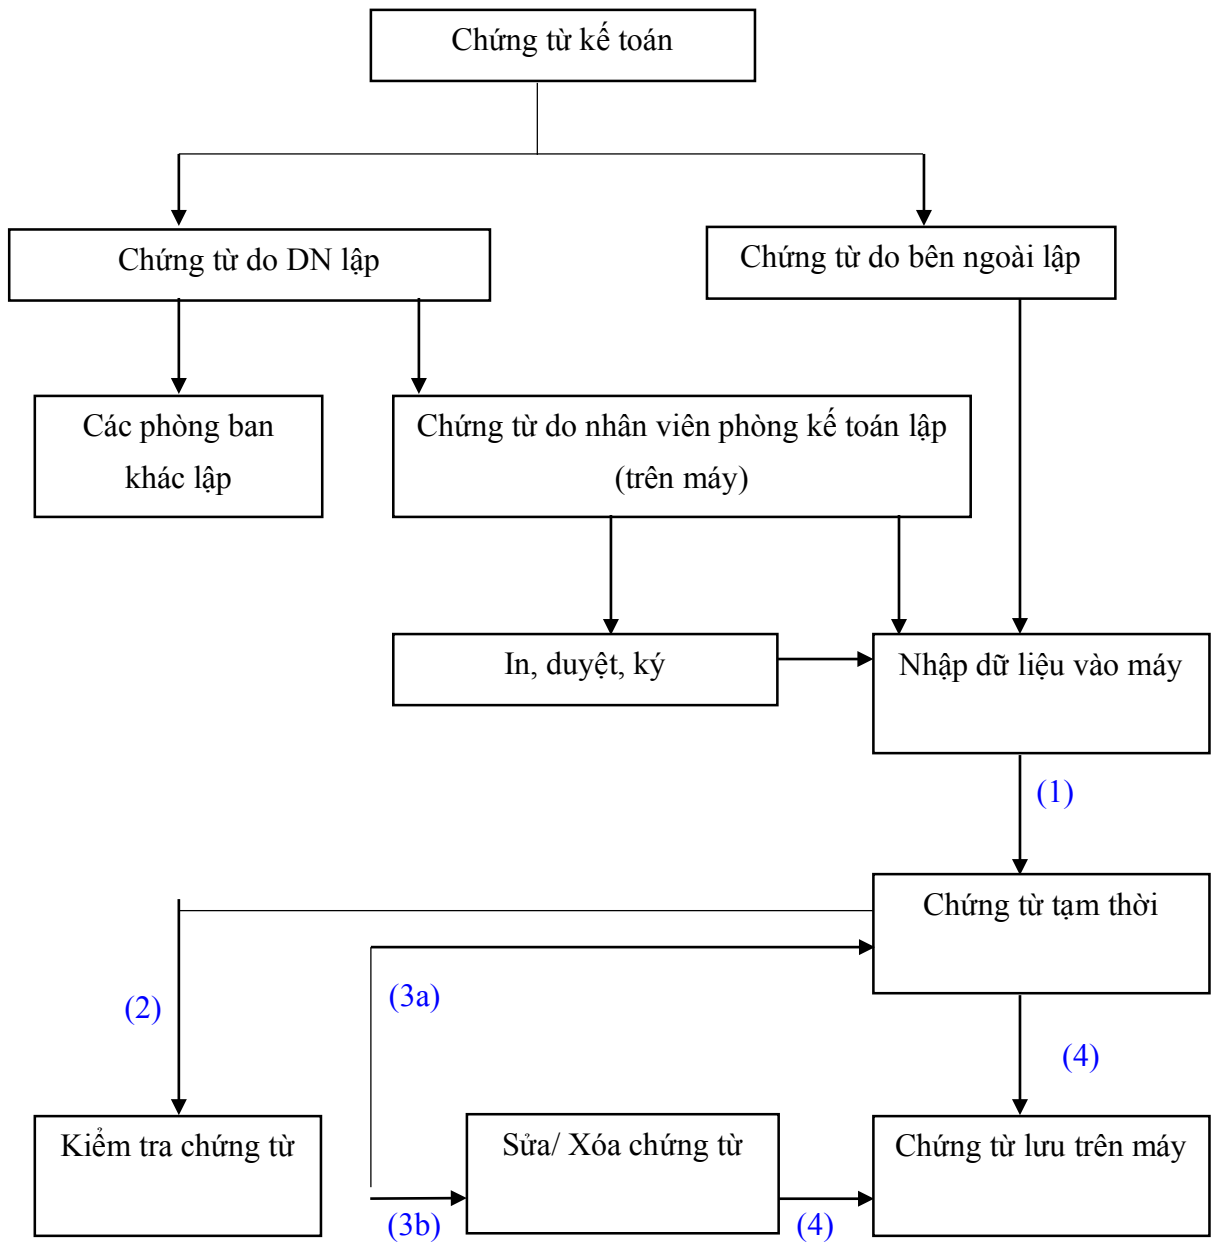 Chứng từ kế toán
Chứng từ do DN lập
Chứng từ do bên ngoài lập
Các phòng ban
khác lập
Chứng từ do nhân viên phòng kế toán lập
(trên máy)
In, duyệt, ký
Nhập dữ liệu vào máy
(1)
Chứng từ tạm thời
(2)
(3a)
(4)
Kiểm tra chứng từ
Sửa/ Xóa chứng từ
Chứng từ lưu trên máy
(3b)
(4)